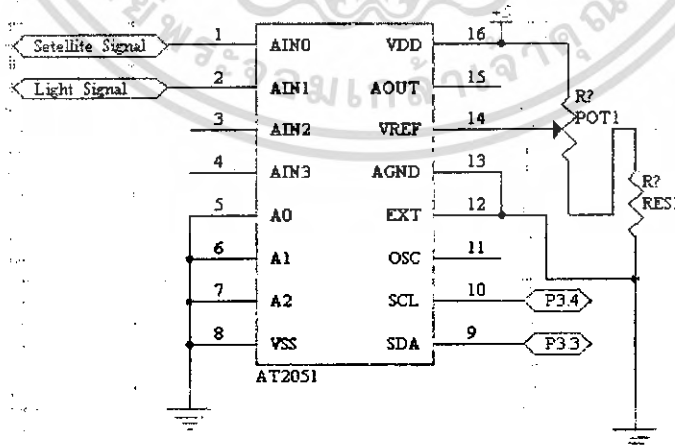 Setellite Signal
Light Signal
1
2
3
4
5
6
7
8
AIN0
AIN1
AIN2
AIN3
A0
A1
A2
VSS
VDD
AOUT
VREF
AGND
EXT
OSC
SCL
SDA
16
15
14
13
12
11
10
9
AT2051
R?
POT1
R?
P3.4
P3.3